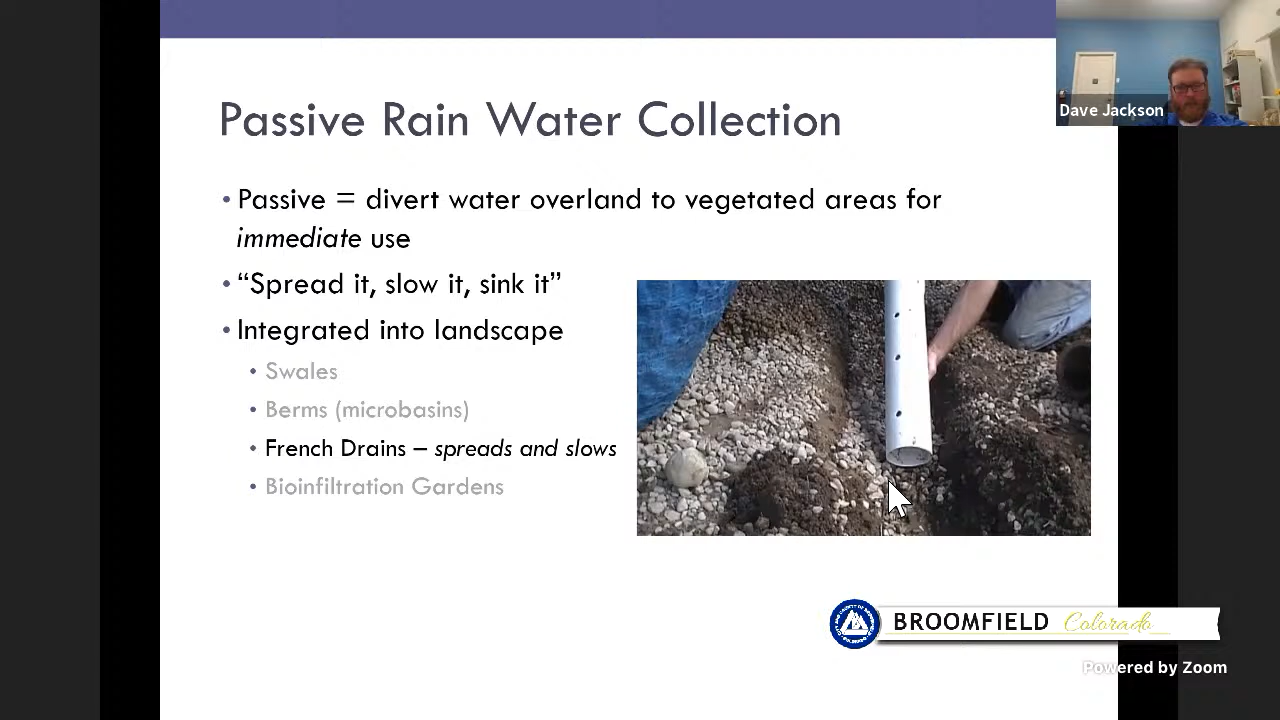 Dave Jackson
Passive Rain Water Collection
• Passive = divert water overland to vegetated areas for
immediate use
• “Spread it, slow it, sink it”
• Integrated into landscape
• Swales
• Berms (microbasins)
• French Drains – spreads and slows
• Bioinfiltration Gardens
BROOMFIELD Colorado
Powered by Zoom